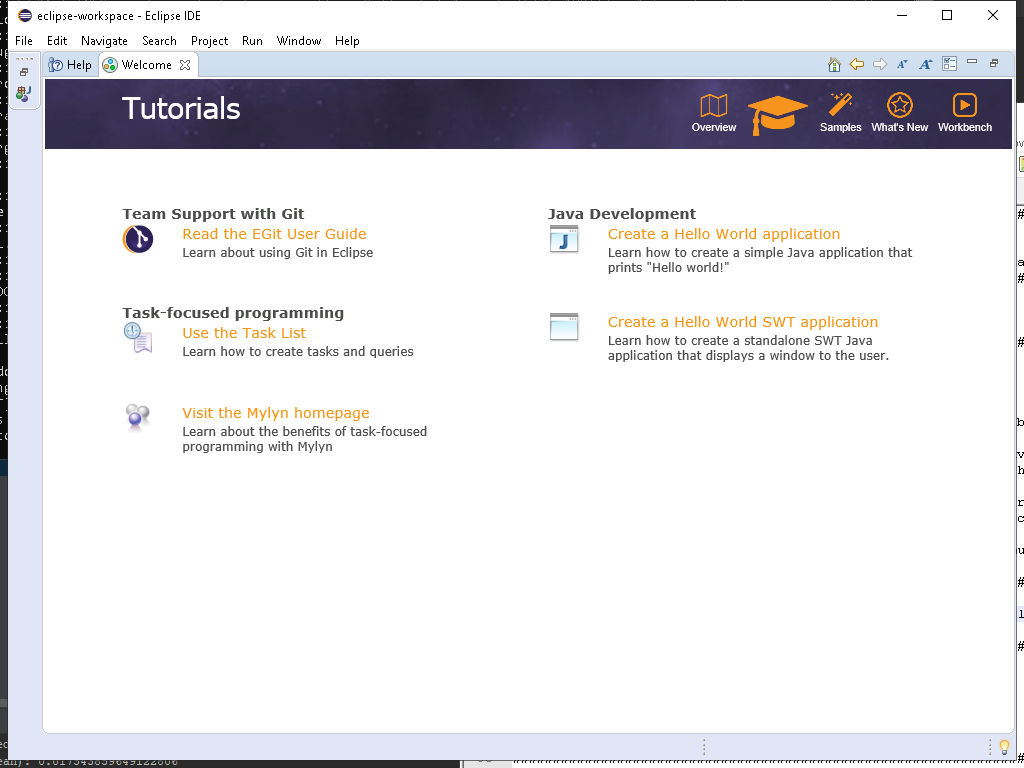 eclipse-workspace - Eclipse IDE
File Edit Navigate Search Project Run Window Help
Help Welcome
Tutorials
Overview
Samples
What's New
Workbench
Team Support with Git
Read the EGit User Guide
Learn about using Git in Eclipse
Task-focused programming
Use the Task List
Learn how to create tasks and queries
Visit the Mylyn homepage
Learn about the benefits of task-focused
programming with Mylyn
Java Development
Create a Hello World application
Learn how to create a simple Java application that
prints "Hello world!"
Create a Hello World SWT application
Learn how to create a standalone SWT Java
application that displays a window to the user.